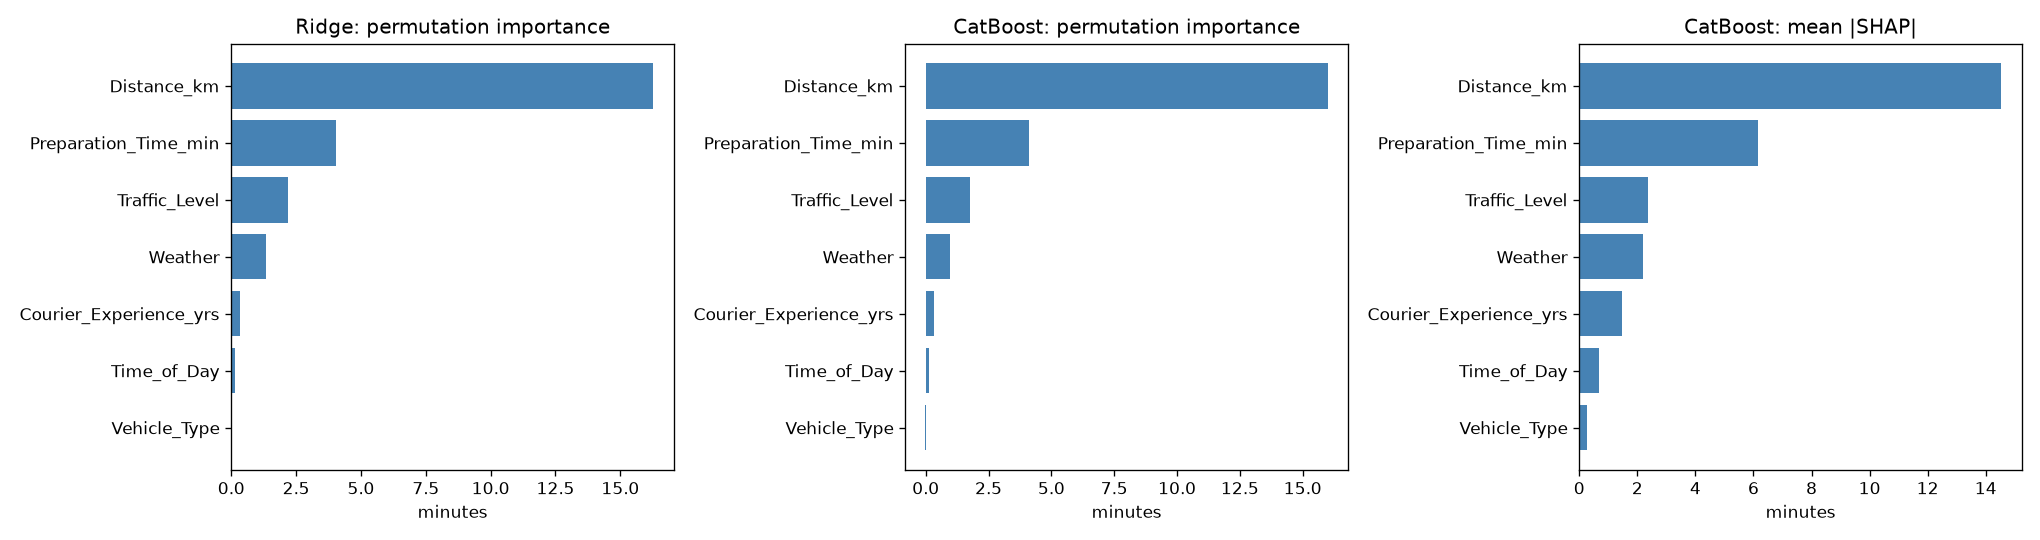 Ridge: permutation importance
Distance_km
Preparation_Time_min
Traffic_Level
Weather
Courier_Experience_yrs
Time_of_Day
Vehicle_Type
0.0 2.5 5.0 7.5 10.0 12.5 15.0
minutes
CatBoost: permutation importance
Distance_km
Preparation_Time_min
Traffic_Level
Weather
Courier_Experience_yrs
Time_of_Day
Vehicle_Type
0.0 2.5 5.0 7.5 10.0 12.5 15.0
minutes
CatBoost: mean |SHAP|
Distance_km
Preparation_Time_min
Traffic_Level
Weather
Courier_Experience_yrs
Time_of_Day
Vehicle_Type
0 2 4 6 8 10 12 14
minutes